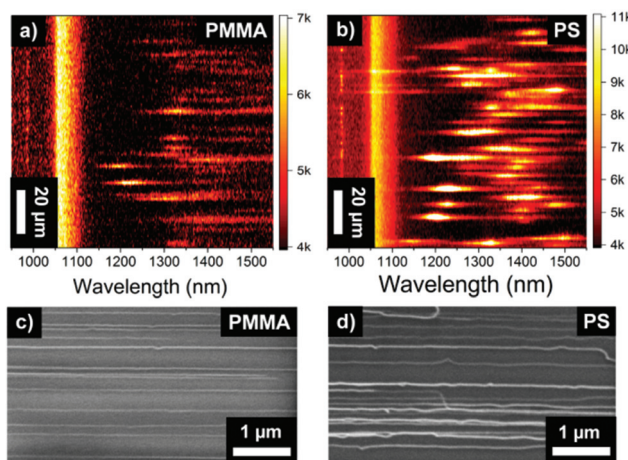 a) PMMA
7k
6k
5k
4k
20 µm
1000 1100 1200 1300 1400 1500
Wavelength (nm)
b) PS
11k
10k
9k
8k
7k
6k
5k
4k
20 µm
1000 1100 1200 1300 1400 1500
Wavelength (nm)
c) PMMA
1 µm
d) PS
1 µm